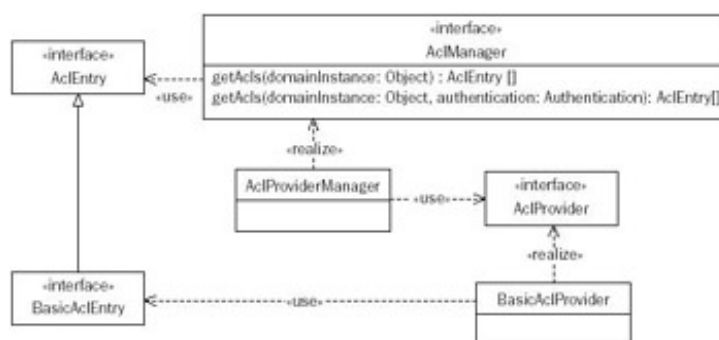 «interface»
AclManager
«interface»
AclEntry
getAcls(domainInstance: Object) : AclEntry []
getAcls(domainInstance: Object, authentication: Authentication): AclEntry[]
«use»
«realize»
AclProviderManager
«use»
«interface»
AclProvider
«realize»
«interface»
BasicAclEntry
«use»
BasicAclProvider